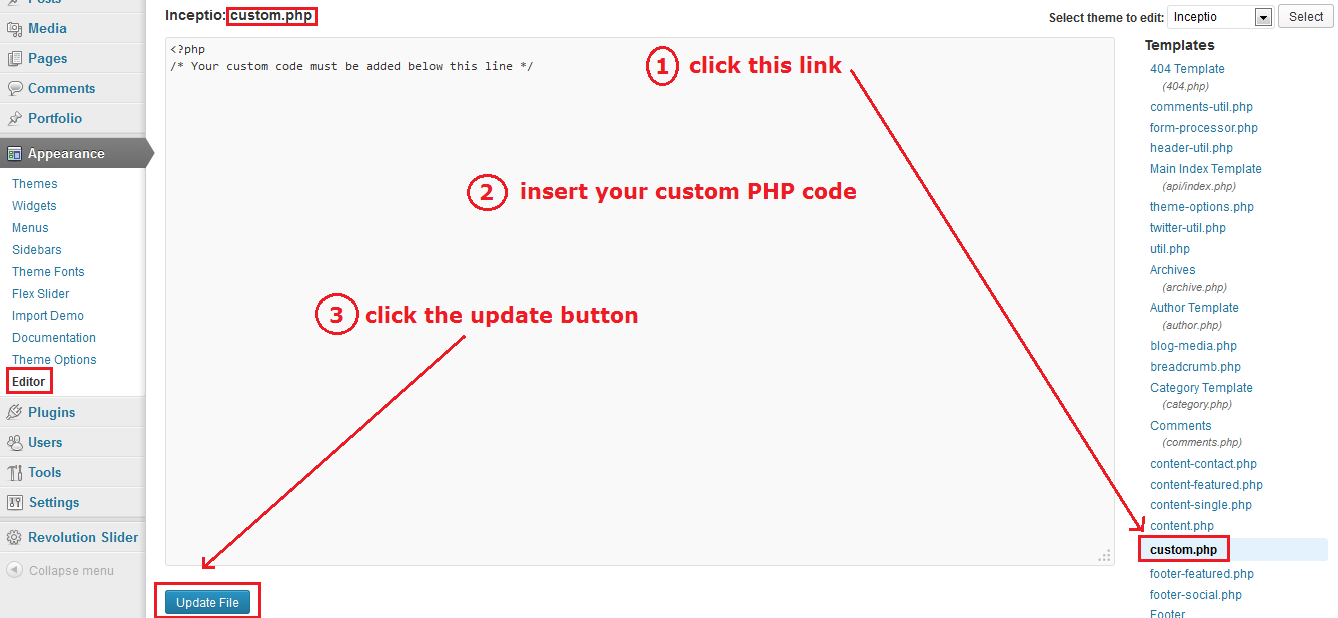 Posts
Media
Pages
Comments
Portfolio
Appearance
Themes
Widgets
Menus
Sidebars
Theme Fonts
Flex Slider
Import Demo
Documentation
Theme Options
Editor
Plugins
Users
Tools
Settings
Revolution Slider
Collapse menu
Inceptio: custom.php
<?php
/* Your custom code must be added below this line */
1 click this link
2 insert your custom PHP code
3 click the update button
Update File
Select theme to edit: Inceptio Select
Templates
404 Template
(404.php)
comments-util.php
form-processor.php
header-util.php
Main Index Template
(api/index.php)
theme-options.php
twitter-util.php
util.php
Archives
(archive.php)
Author Template
(author.php)
blog-media.php
breadcrumb.php
Category Template
(category.php)
Comments
(comments.php)
content-contact.php
content-featured.php
content-single.php
content.php
custom.php
footer-featured.php
footer-social.php
Footer